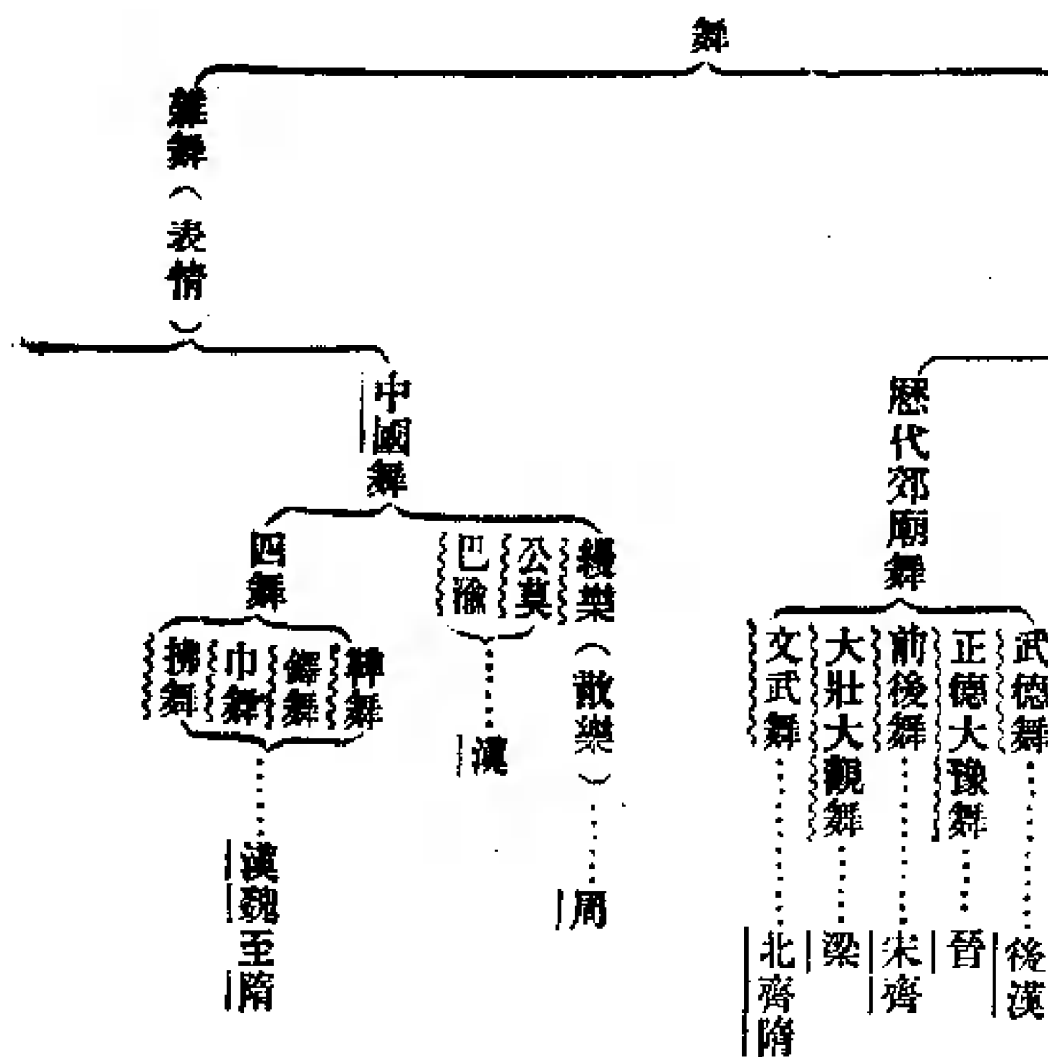 舞
歷代郊廟舞
武德舞……後漢
正德大豫舞……晉
前後舞……宋齊
大壯大觀舞……梁
文武舞……北齊隋
雜舞(表情)
中國舞
縵樂(散樂)……周
公莫
巴渝
……漢
四舞
鞞舞
鐸舞
巾舞
拂舞
……漢魏至隋